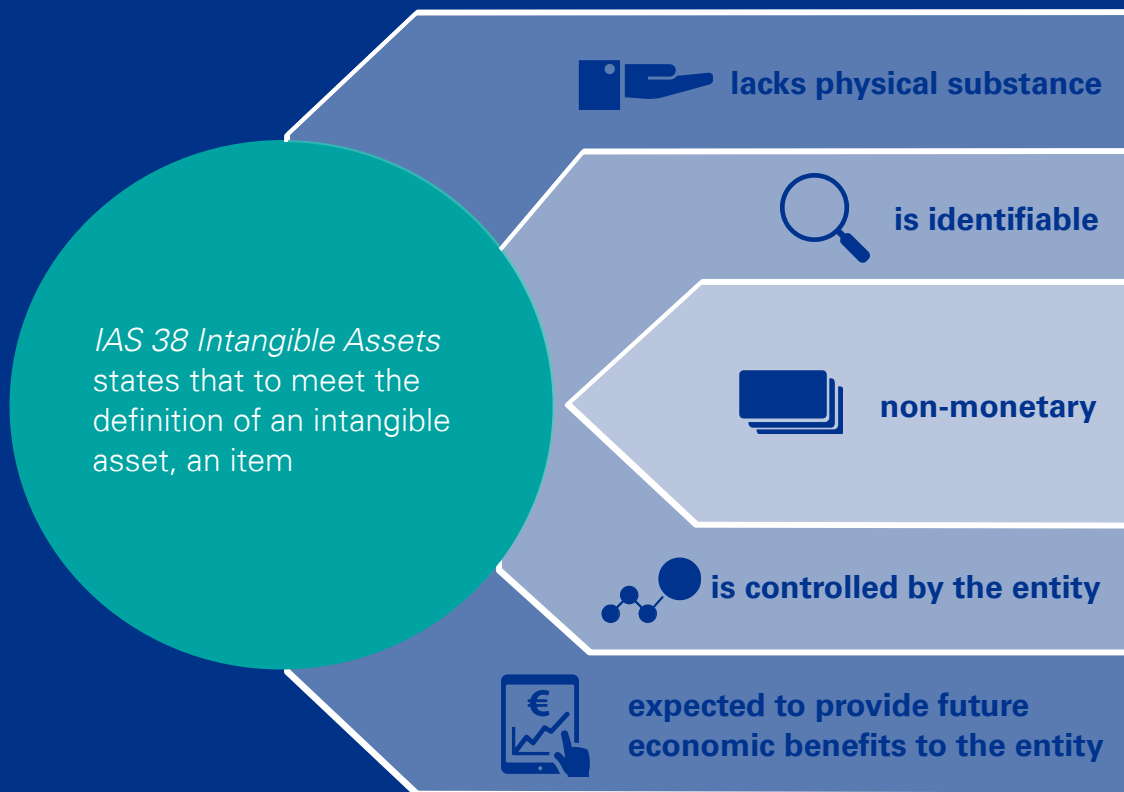 IAS 38 Intangible Assets
states that to meet the
definition of an intangible
asset, an item
lacks physical substance
is identifiable
non-monetary
is controlled by the entity
€
expected to provide future
economic benefits to the entity